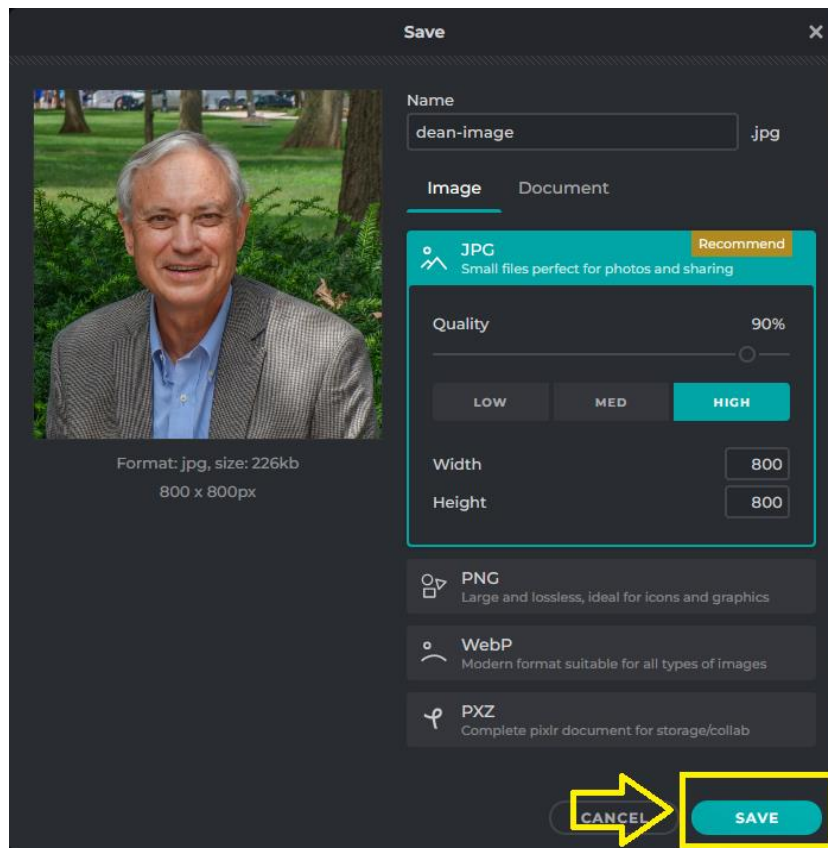 Save
Name
dean-image .jpg
Image Document
JPG
Recommend
Small files perfect for photos and sharing
Quality 90%
LOW MED HIGH
Width 800
Height 800
Format: jpg, size: 226kb
800 x 800px
PNG
Large and lossless, ideal for icons and graphics
WebP
Modern format suitable for all types of images
PXZ
Complete pixlr document for storage/collab
CANCEL SAVE